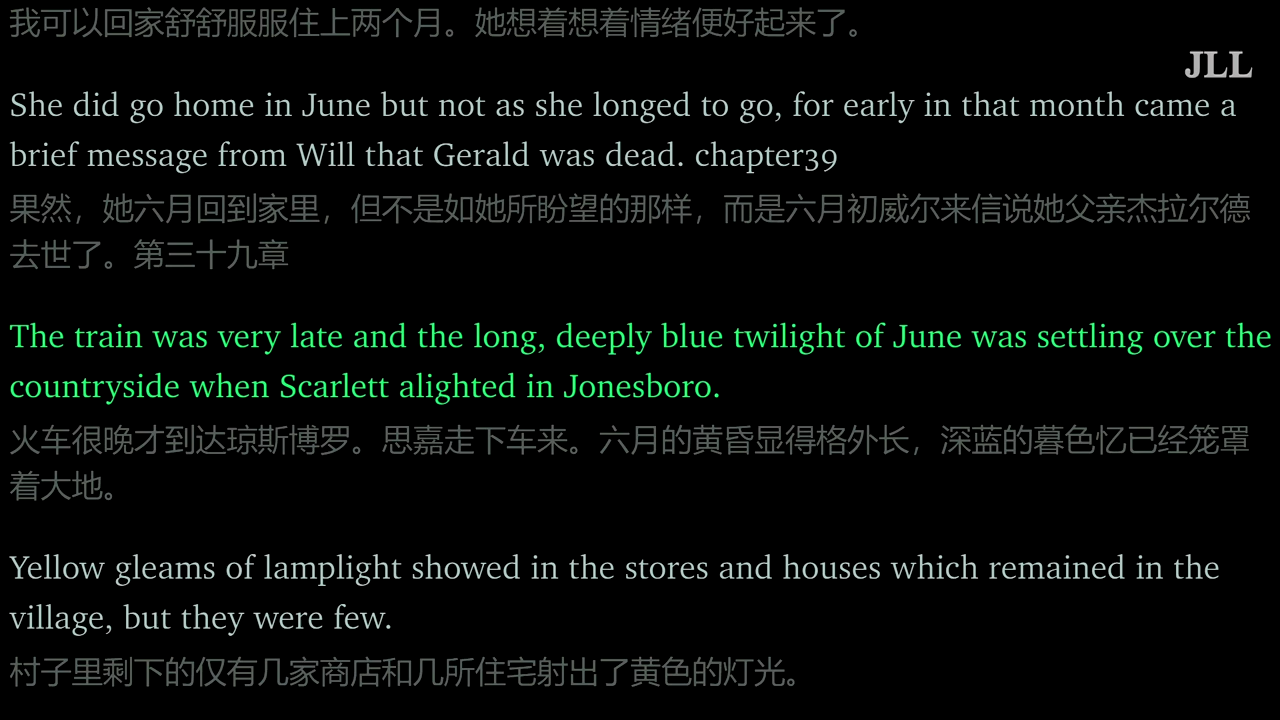 我可以回家舒舒服服住上两个月。她想着想着情绪便好起来了。
JLL
She did go home in June but not as she longed to go, for early in that month came a
brief message from Will that Gerald was dead. chapter39
果然，她六月回到家里，但不是如她所盼望的那样，而是六月初威尔来信说她父亲杰拉尔德
去世了。第三十九章
The train was very late and the long, deeply blue twilight of June was settling over the
countryside when Scarlett alighted in Jonesboro.
火车很晚才到达琼斯博罗。思嘉走下车来。六月的黄昏显得格外长，深蓝的暮色忆已经笼罩
着大地。
Yellow gleams of lamplight showed in the stores and houses which remained in the
village, but they were few.
村子里剩下的仅有几家商店和几所住宅射出了黄色的灯光。